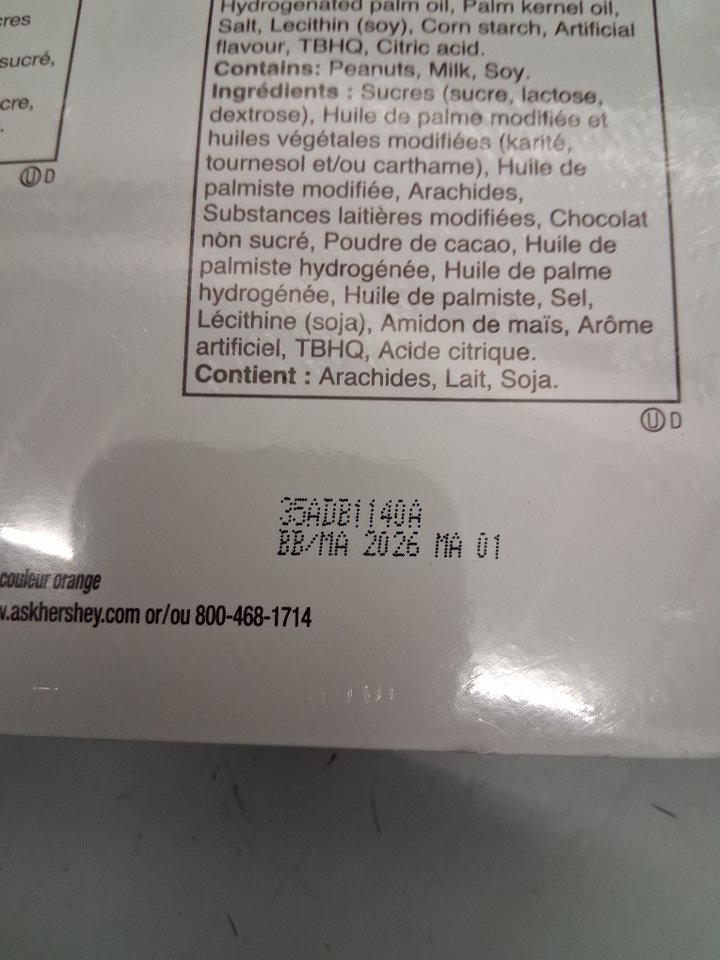 cres
sucré,
cre,
Ⓤ D
Hydrogenated palm oil, Palm kernel oil,
Salt, Lecithin (soy), Corn starch, Artificial
flavour, TBHQ, Citric acid.
Contains: Peanuts, Milk, Soy.
Ingrédients : Sucres (sucre, lactose,
dextrose), Huile de palme modifiée et
huiles végétales modifiées (karité,
tournesol et/ou carthame), Huile de
palmiste modifiée, Arachides,
Substances laitières modifiées, Chocolat
non sucré, Poudre de cacao, Huile de
palmiste hydrogénée, Huile de palme
hydrogénée, Huile de palmiste, Sel,
Lécithine (soja), Amidon de maïs, Arôme
artificiel, TBHQ, Acide citrique.
Contient : Arachides, Lait, Soja.
Ⓤ D
35ADB1140A
BB/MA 2026 MA 01
couleur orange
.askhershey.com or/ou 800-468-1714